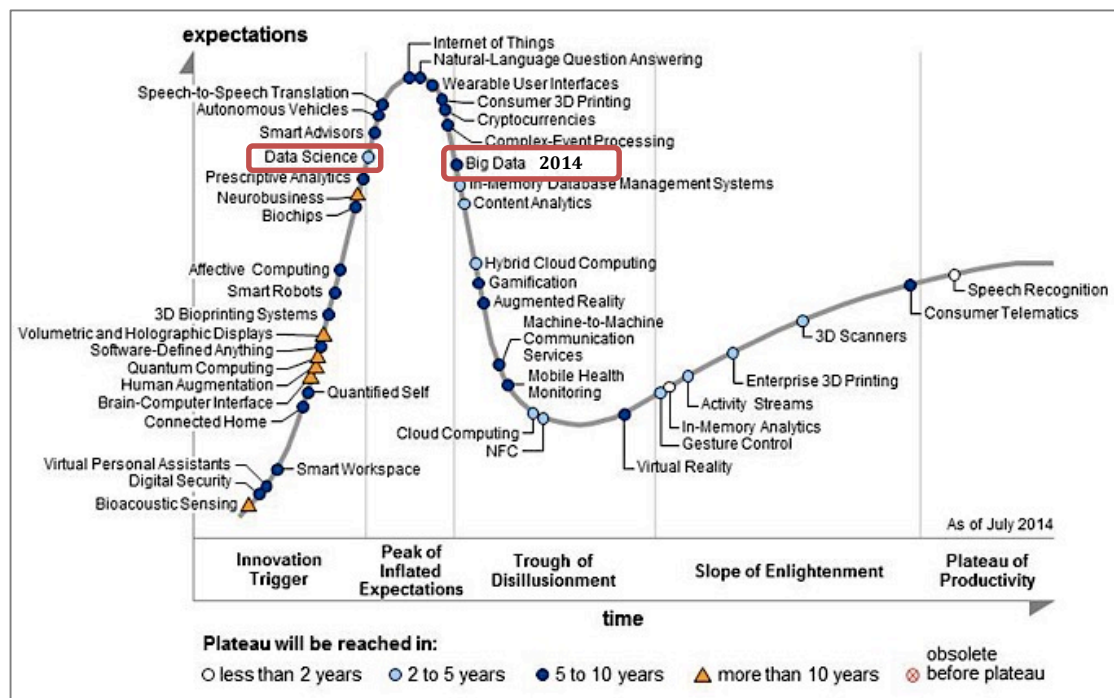 expectations
Internet of Things
Natural-Language Question Answering
Wearable User Interfaces
Speech-to-Speech Translation
Consumer 3D Printing
Autonomous Vehicles
Cryptocurrencies
Smart Advisors
Complex-Event Processing
Data Science
Big Data 2014
Prescriptive Analytics
In-Memory Database Management Systems
Neurobusiness
Content Analytics
Biochips
Hybrid Cloud Computing
Affective Computing
Gamification
Smart Robots
Augmented Reality
3D Bioprinting Systems
Machine-to-Machine
Communication
Services
Volumetric and Holographic Displays
Software-Defined Anything
Quantum Computing
Human Augmentation
Brain-Computer Interface
Mobile Health
Monitoring
Quantified Self
Connected Home
Speech Recognition
Consumer Telematics
3D Scanners
Enterprise 3D Printing
Activity Streams
In-Memory Analytics
Gesture Control
Cloud Computing
NFC
Virtual Reality
Virtual Personal Assistants
Smart Workspace
Digital Security
Bioacoustic Sensing
As of July 2014
Innovation
Trigger
Peak of
Inflated
Expectations
Trough of
Disillusionment
Slope of Enlightenment
Plateau of
Productivity
time
Plateau will be reached in:
less than 2 years
2 to 5 years
5 to 10 years
more than 10 years
obsolete
before plateau